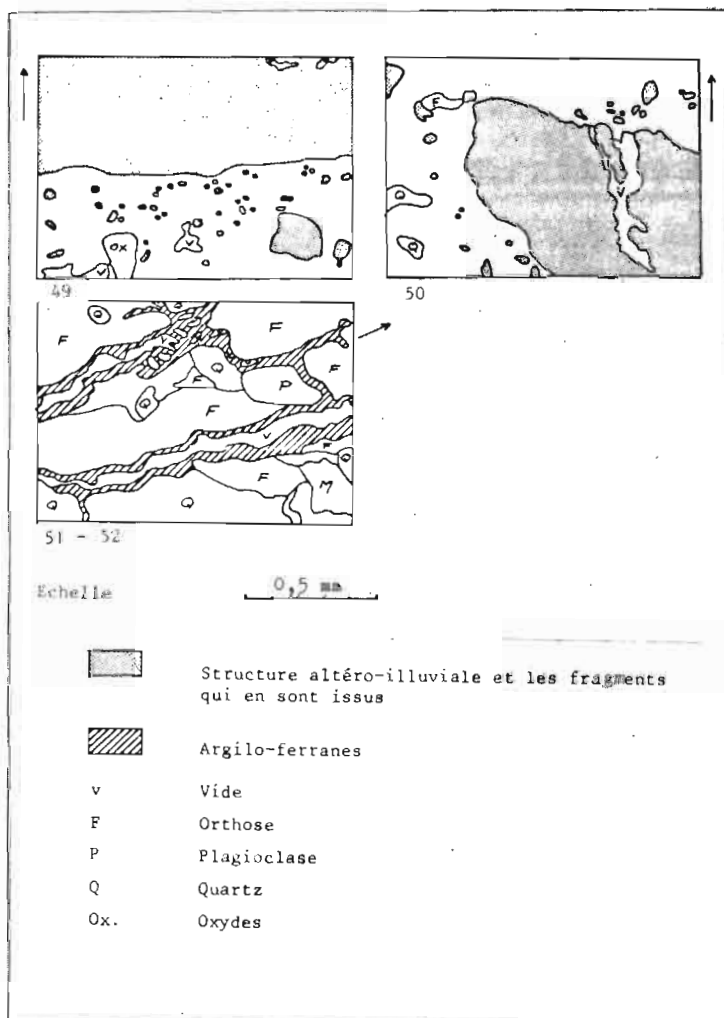 Ox
V
V
49
F
V
Q
Q
50
Q
F
V
F
Q
F
F
P
Q
F
V
F
Q
F
M
Q
Q
51 - 52
Echelle
0,5 mm
Structure altéro-illuviale et les fragments
qui en sont issus
Argilo-ferranes
v Vide
F Orthose
P Plagioclase
Q Quartz
Ox. Oxydes